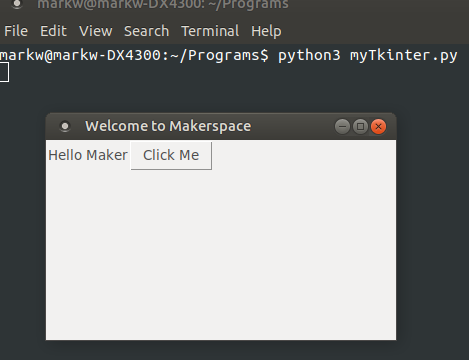 markw@markw-DX4300: ~/Programs
File Edit View Search Terminal Help
markw@markw-DX4300:~/Programs$ python3 myTkinter.py
Welcome to Makerspace
Hello Maker Click Me